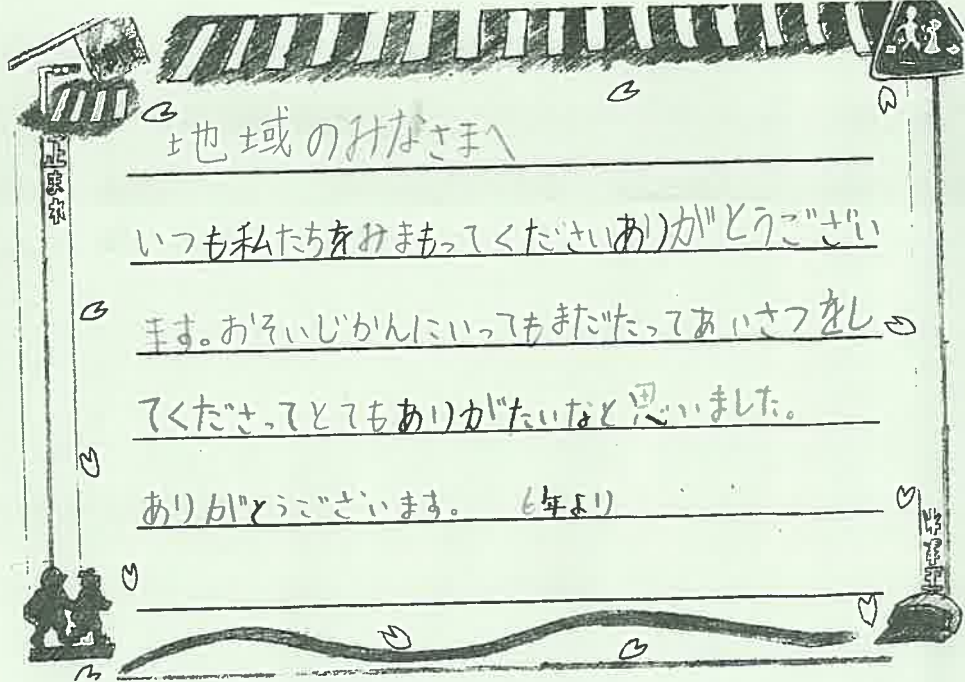 止まれ
地域のみなさまへ
いつも私たちをみまもってくださいありがとうござい
ます。おそいじかんにいってもまだたってあいさつをし
てくださってとてもありがたいなと思いました。
ありがとうございます。 6年より